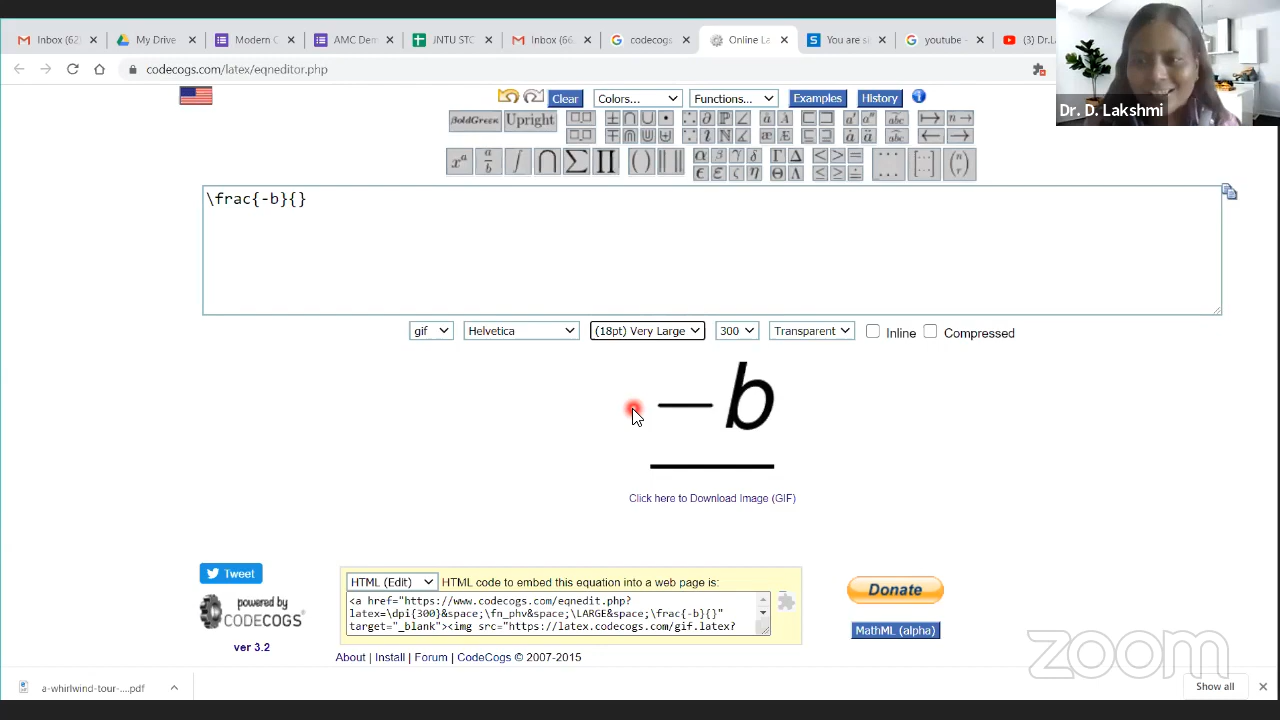 Inbox (62)
My Drive
Modern C
AMC Dem
JNTU STC
Inbox (66
codecogs
Online La
You are si
youtube -
(3) Dr.L
codecogs.com/latex/eqneditor.php
Dr. D. Lakshmi
Clear
Colors...
Functions...
Examples
History
BoldGreek
Upright
\frac{-b}{}
gif
Helvetica
(18pt) Very Large
300
Transparent
Inline
Compressed
— b
Click here to Download Image (GIF)
Tweet
powered by
CODECOGS
ver 3.2
HTML (Edit)
HTML code to embed this equation into a web page is:
<a href="https://www.codecogs.com/eqnedit.php?
latex=\dpi{300}&space;\fn_phv&space;\LARGE&space;\frac{-b}{}"
target="_blank"><img src="https://latex.codecogs.com/gif.latex?
Donate
MathML (alpha)
About | Install | Forum | CodeCogs © 2007-2015
zoom
a-whirlwind-tour-....pdf
Show all